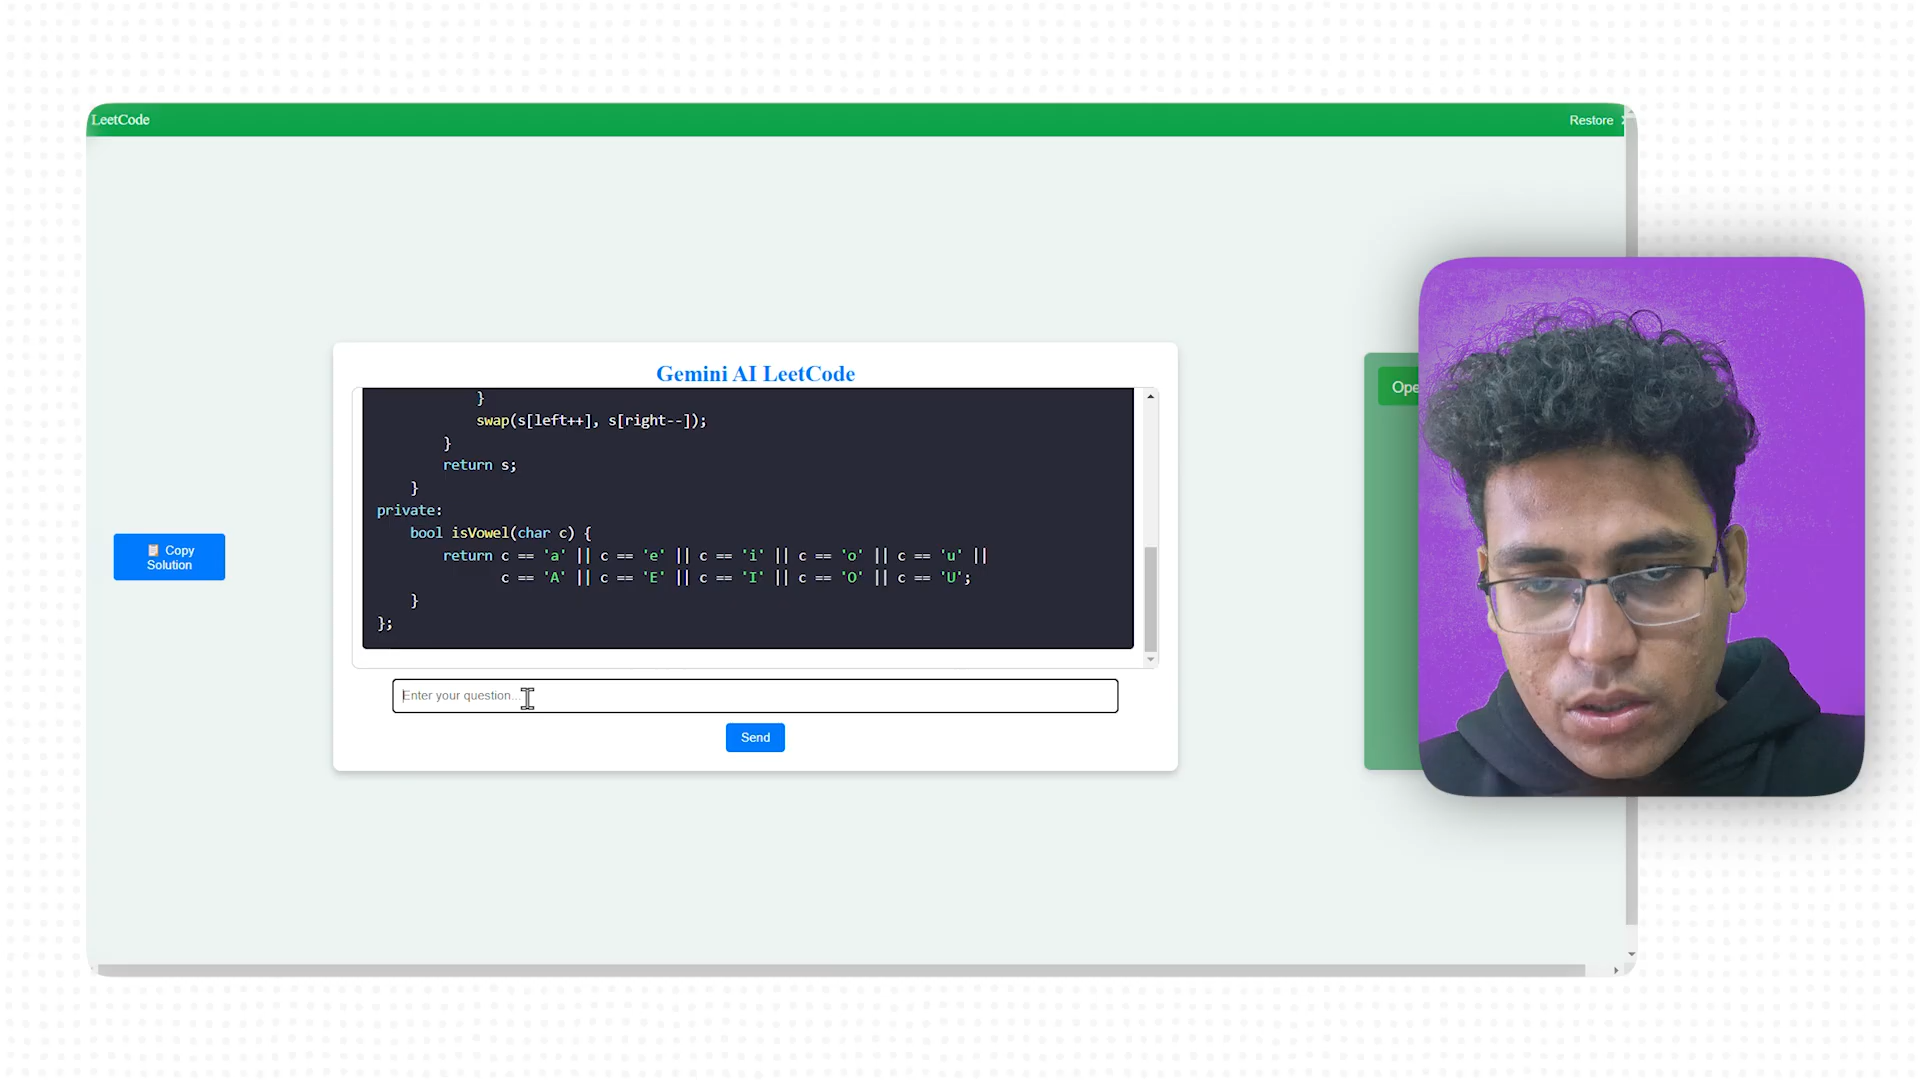 LeetCode
Restore
Gemini AI LeetCode
}
swap(s[left++], s[right--]);
}
return s;
}
private:
bool isVowel(char c) {
return c == 'a' || c == 'e' || c == 'i' || c == 'o' || c == 'u' ||
c == 'A' || c == 'E' || c == 'I' || c == 'O' || c == 'U';
}
};
Copy
Solution
Ope
Enter your question...
Send